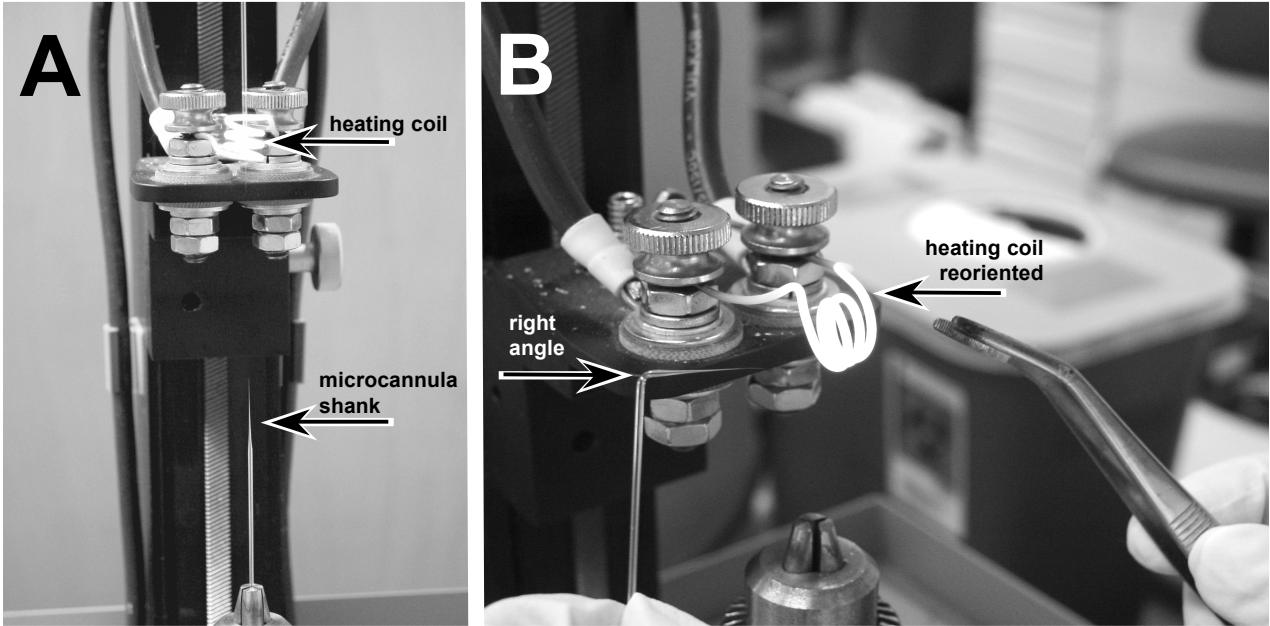 A
heating coil
microcannula
shank
B
heating coil
reoriented
right
angle